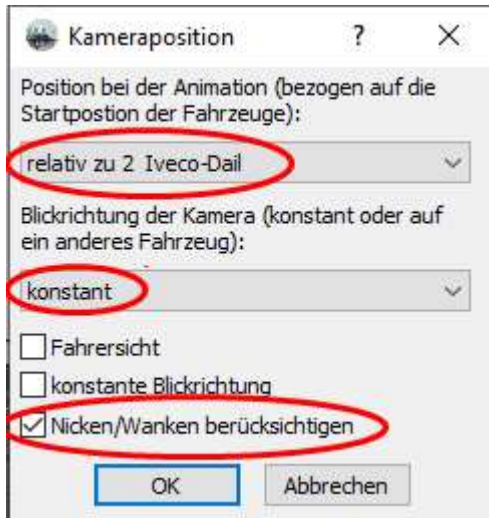 Kameraposition ? ×
Position bei der Animation (bezogen auf die
Startpostion der Fahrzeuge):
relativ zu 2 Iveco-Dail
Blickrichtung der Kamera (konstant oder auf
ein anderes Fahrzeug):
konstant
Fahrersicht
konstante Blickrichtung
Nicken/Wanken berücksichtigen
OK Abbrechen